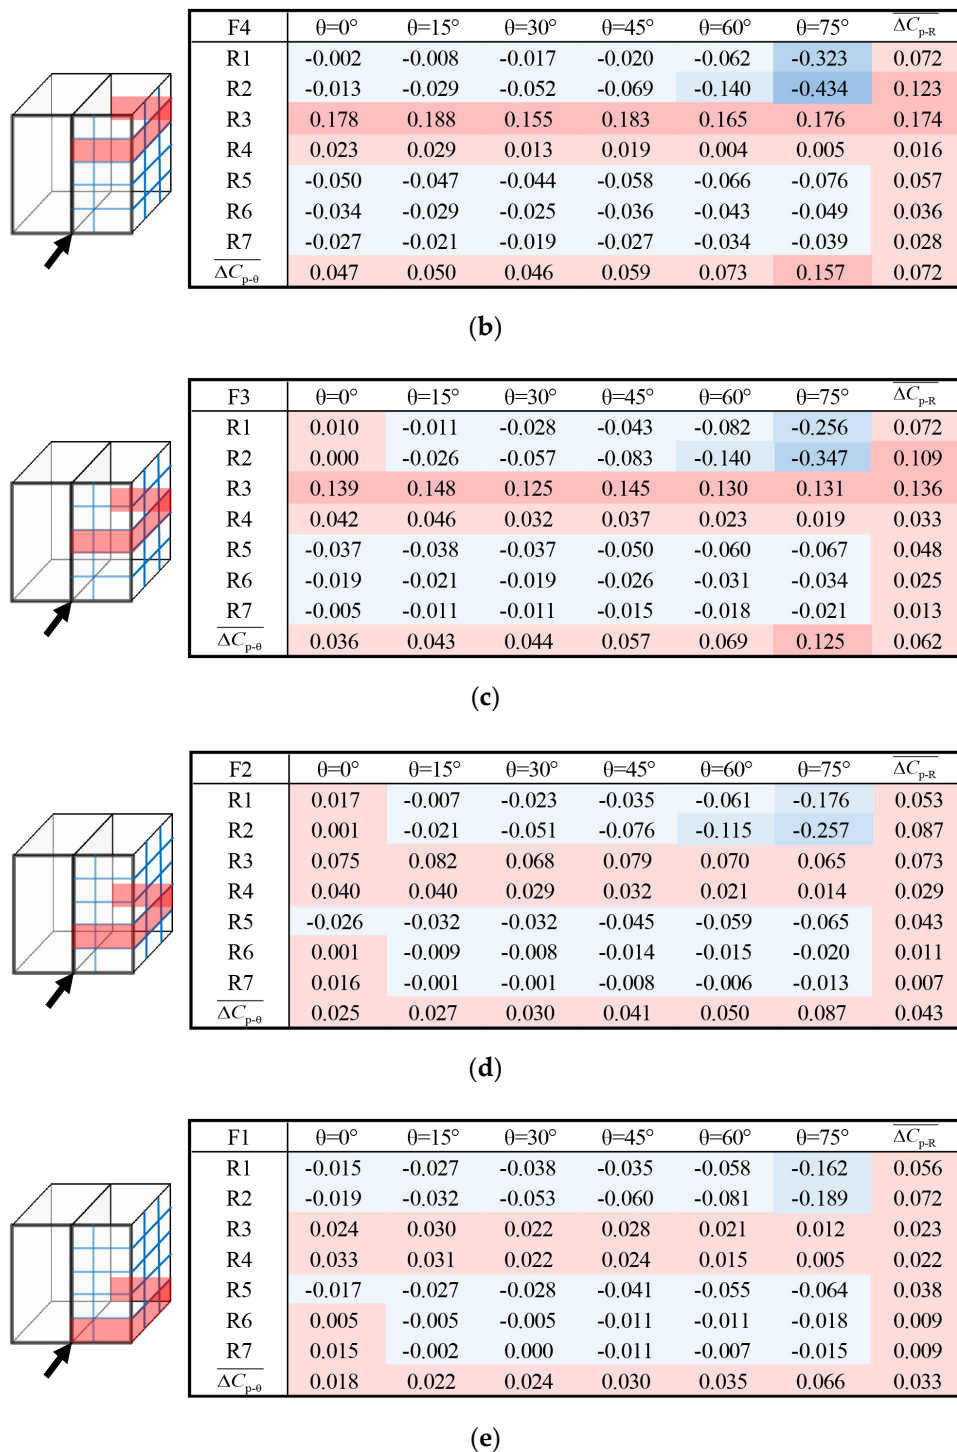 F4 θ=0° θ=15° θ=30° θ=45° θ=60° θ=75° ΔC̅p-R
R1 -0.002 -0.008 -0.017 -0.020 -0.062 -0.323 0.072
R2 -0.013 -0.029 -0.052 -0.069 -0.140 -0.434 0.123
R3 0.178 0.188 0.155 0.183 0.165 0.176 0.174
R4 0.023 0.029 0.013 0.019 0.004 0.005 0.016
R5 -0.050 -0.047 -0.044 -0.058 -0.066 -0.076 0.057
R6 -0.034 -0.029 -0.025 -0.036 -0.043 -0.049 0.036
R7 -0.027 -0.021 -0.019 -0.027 -0.034 -0.039 0.028
ΔC̅p-θ 0.047 0.050 0.046 0.059 0.073 0.157 0.072
(b)
F3 θ=0° θ=15° θ=30° θ=45° θ=60° θ=75° ΔC̅p-R
R1 0.010 -0.011 -0.028 -0.043 -0.082 -0.256 0.072
R2 0.000 -0.026 -0.057 -0.083 -0.140 -0.347 0.109
R3 0.139 0.148 0.125 0.145 0.130 0.131 0.136
R4 0.042 0.046 0.032 0.037 0.023 0.019 0.033
R5 -0.037 -0.038 -0.037 -0.050 -0.060 -0.067 0.048
R6 -0.019 -0.021 -0.019 -0.026 -0.031 -0.034 0.025
R7 -0.005 -0.011 -0.011 -0.015 -0.018 -0.021 0.013
ΔC̅p-θ 0.036 0.043 0.044 0.057 0.069 0.125 0.062
(c)
F2 θ=0° θ=15° θ=30° θ=45° θ=60° θ=75° ΔC̅p-R
R1 0.017 -0.007 -0.023 -0.035 -0.061 -0.176 0.053
R2 0.001 -0.021 -0.051 -0.076 -0.115 -0.257 0.087
R3 0.075 0.082 0.068 0.079 0.070 0.065 0.073
R4 0.040 0.040 0.029 0.032 0.021 0.014 0.029
R5 -0.026 -0.032 -0.032 -0.045 -0.059 -0.065 0.043
R6 0.001 -0.009 -0.008 -0.014 -0.015 -0.020 0.011
R7 0.016 -0.001 -0.001 -0.008 -0.006 -0.013 0.007
ΔC̅p-θ 0.025 0.027 0.030 0.041 0.050 0.087 0.043
(d)
F1 θ=0° θ=15° θ=30° θ=45° θ=60° θ=75° ΔC̅p-R
R1 -0.015 -0.027 -0.038 -0.035 -0.058 -0.162 0.056
R2 -0.019 -0.032 -0.053 -0.060 -0.081 -0.189 0.072
R3 0.024 0.030 0.022 0.028 0.021 0.012 0.023
R4 0.033 0.031 0.022 0.024 0.015 0.005 0.022
R5 -0.017 -0.027 -0.028 -0.041 -0.055 -0.064 0.038
R6 0.005 -0.005 -0.005 -0.011 -0.011 -0.018 0.009
R7 0.015 -0.002 0.000 -0.011 -0.007 -0.015 0.009
ΔC̅p-θ 0.018 0.022 0.024 0.030 0.035 0.066 0.033
(e)